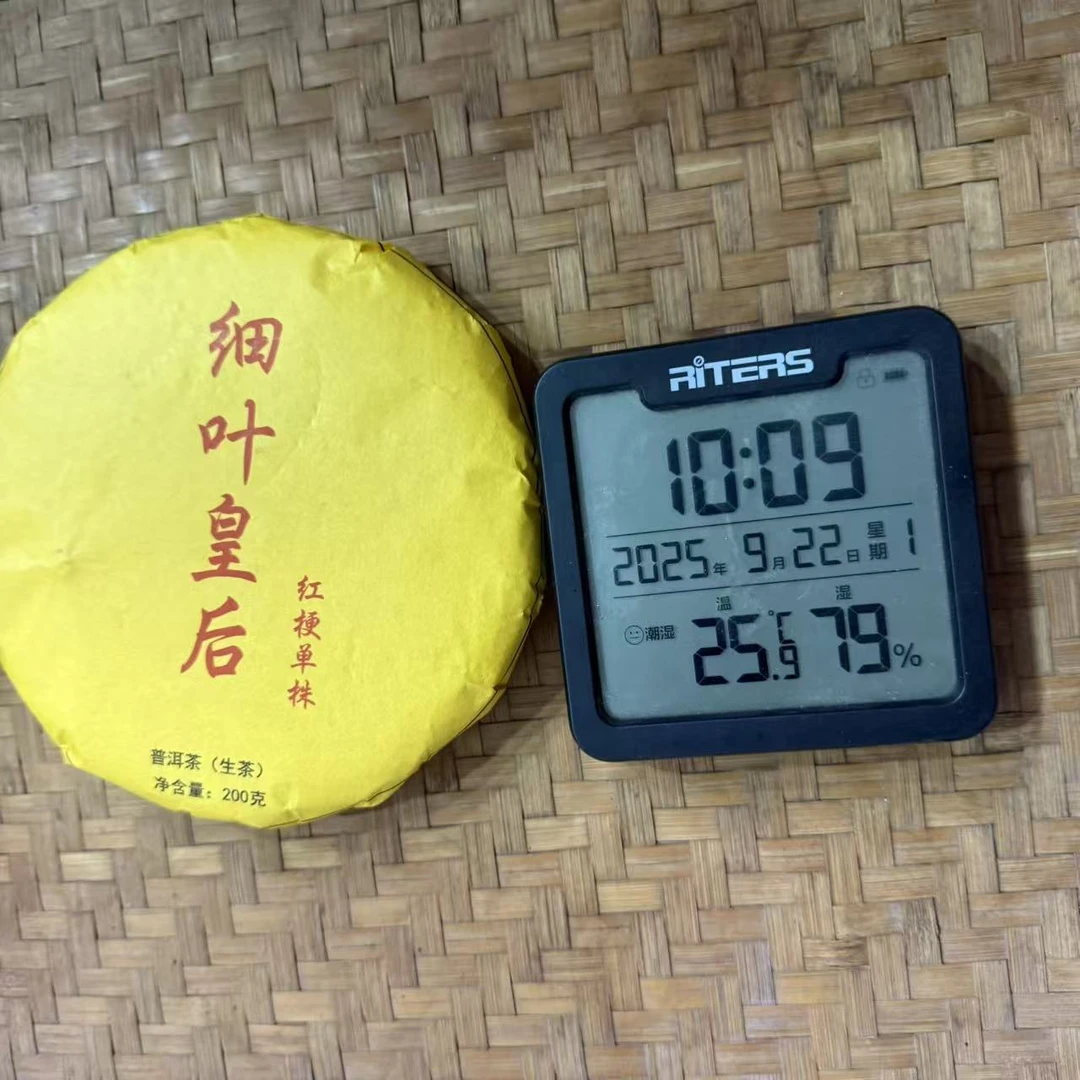 细叶皇后
红梗单株
普洱茶（生茶）
净含量：200克
RITERS
10:09
2025年 9月22日 星期1
温 湿
潮湿 25.9℃ 79%